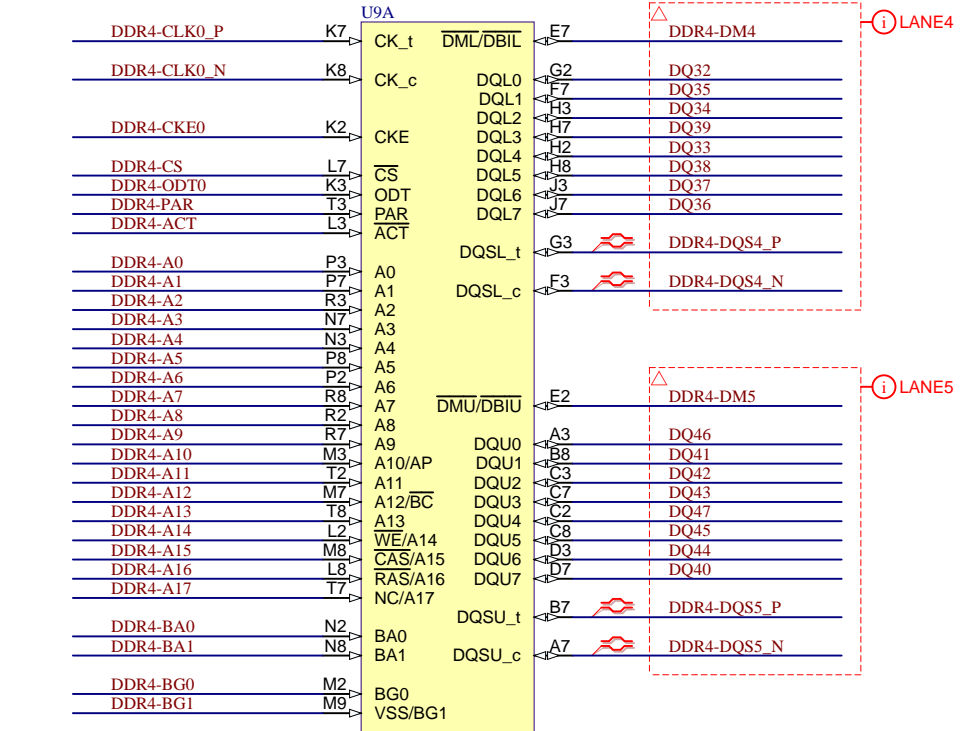 U9A
DDR4-CLK0_P K7 CK_t DML/DBIL E7 DDR4-DM4 i LANE4
DDR4-CLK0_N K8 CK_c DQL0 G2 DQ32
DQL1 F7 DQ35
DQL2 H3 DQ34
DDR4-CKE0 K2 CKE DQL3 H7 DQ39
DQL4 H2 DQ33
DDR4-CS L7 CS DQL5 H8 DQ38
DDR4-ODT0 K3 ODT DQL6 J3 DQ37
DDR4-PAR T3 PAR DQL7 J7 DQ36
DDR4-ACT L3 ACT
DQSL_t G3 DDR4-DQS4_P
DDR4-A0 P3 A0
DDR4-A1 P7 A1 DQSL_c F3 DDR4-DQS4_N
DDR4-A2 R3 A2
DDR4-A3 N7 A3
DDR4-A4 N3 A4
DDR4-A5 P8 A5
DDR4-A6 P2 A6 i LANE5
DDR4-A7 R8 A7 DMU/DBIU E2 DDR4-DM5
DDR4-A8 R2 A8
DDR4-A9 R7 A9 DQU0 A3 DQ46
DDR4-A10 M3 A10/AP DQU1 B8 DQ41
DDR4-A11 T2 A11 DQU2 C3 DQ42
DDR4-A12 M7 A12/BC DQU3 C7 DQ43
DDR4-A13 T8 A13 DQU4 C2 DQ47
DDR4-A14 L2 WE/A14 DQU5 C8 DQ45
DDR4-A15 M8 CAS/A15 DQU6 D3 DQ44
DDR4-A16 L8 RAS/A16 DQU7 D7 DQ40
DDR4-A17 T7 NC/A17
DQSU_t B7 DDR4-DQS5_P
DDR4-BA0 N2 BA0
DDR4-BA1 N8 BA1 DQSU_c A7 DDR4-DQS5_N
DDR4-BG0 M2 BG0
DDR4-BG1 M9 VSS/BG1